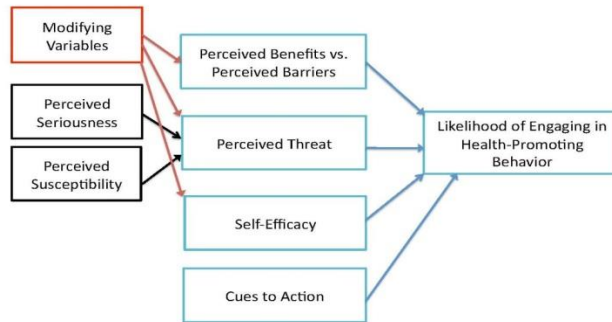 Modifying
Variables
Perceived
Seriousness
Perceived
Susceptibility
Perceived Benefits vs.
Perceived Barriers
Perceived Threat
Self-Efficacy
Cues to Action
Likelihood of Engaging in
Health-Promoting
Behavior